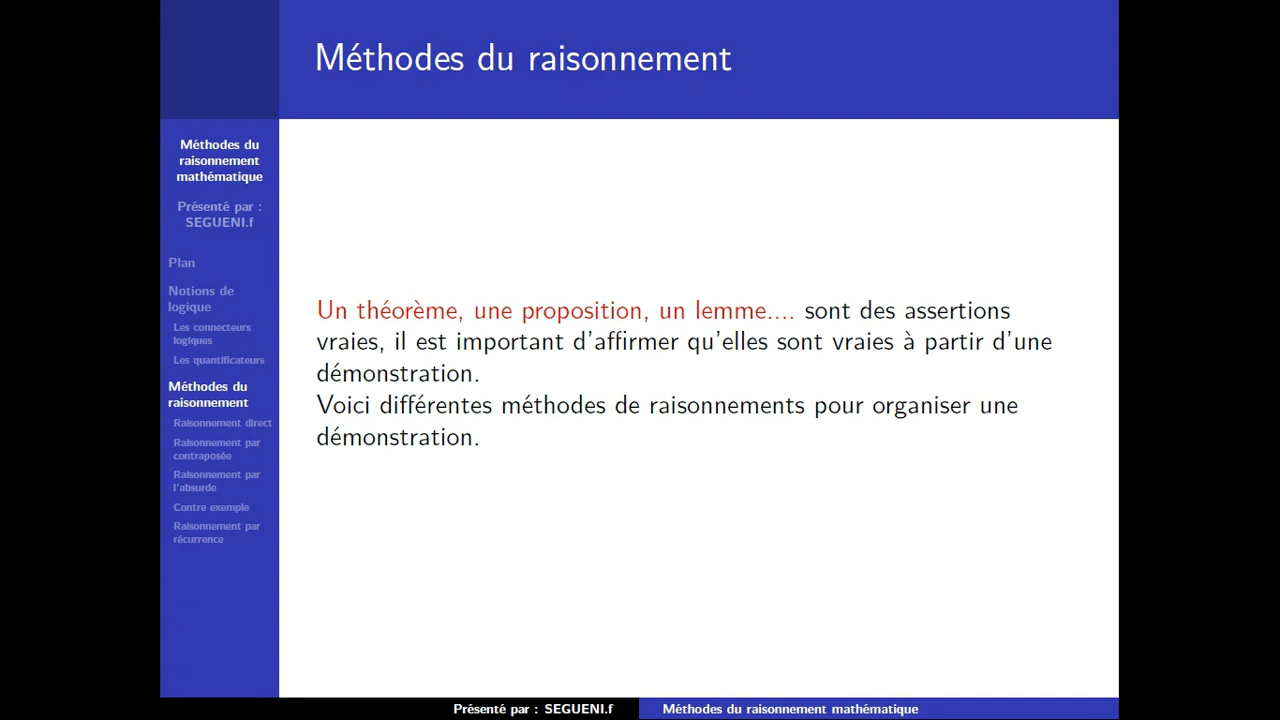 Méthodes du raisonnement
Méthodes du
raisonnement
mathématique
Présenté par :
SEGUENI.f
Plan
Notions de
logique
Les connecteurs
logiques
Les quantificateurs
Méthodes du
raisonnement
Raisonnement direct
Raisonnement par
contraposée
Raisonnement par
l'absurde
Contre exemple
Raisonnement par
récurrence
Un théorème, une proposition, un lemme.... sont des assertions
vraies, il est important d'affirmer qu'elles sont vraies à partir d'une
démonstration.
Voici différentes méthodes de raisonnements pour organiser une
démonstration.
Présenté par : SEGUENI.f
Méthodes du raisonnement mathématique